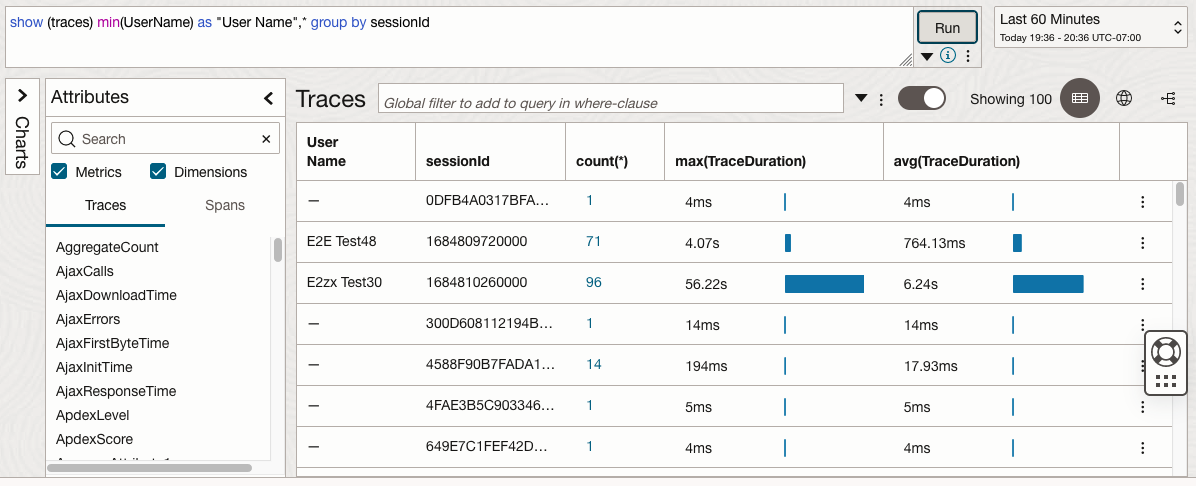 show (traces) min(UserName) as "User Name",* group by sessionId
Run
Last 60 Minutes
Today 19:36 - 20:36 UTC-07:00
Charts
Attributes
Search
Metrics
Dimensions
Traces
Spans
AggregateCount
AjaxCalls
AjaxDownloadTime
AjaxErrors
AjaxFirstByteTime
AjaxInitTime
AjaxResponseTime
ApdexLevel
ApdexScore
Traces
Global filter to add to query in where-clause
Showing 100
User Name sessionId count(*) max(TraceDuration) avg(TraceDuration)
— 0DFB4A0317BFA... 1 4ms 4ms
E2E Test48 1684809720000 71 4.07s 764.13ms
E2zx Test30 1684810260000 96 56.22s 6.24s
— 300D608112194B... 1 14ms 14ms
— 4588F90B7FADA1... 14 194ms 17.93ms
— 4FAE3B5C903346... 1 5ms 5ms
— 649E7C1FEF42D... 1 4ms 4ms